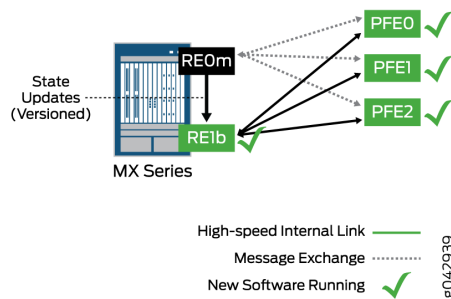 PFE0
RE0m
PFE1
State
Updates
(Versioned)
PFE2
RE1b
MX Series
High-speed Internal Link
Message Exchange
New Software Running